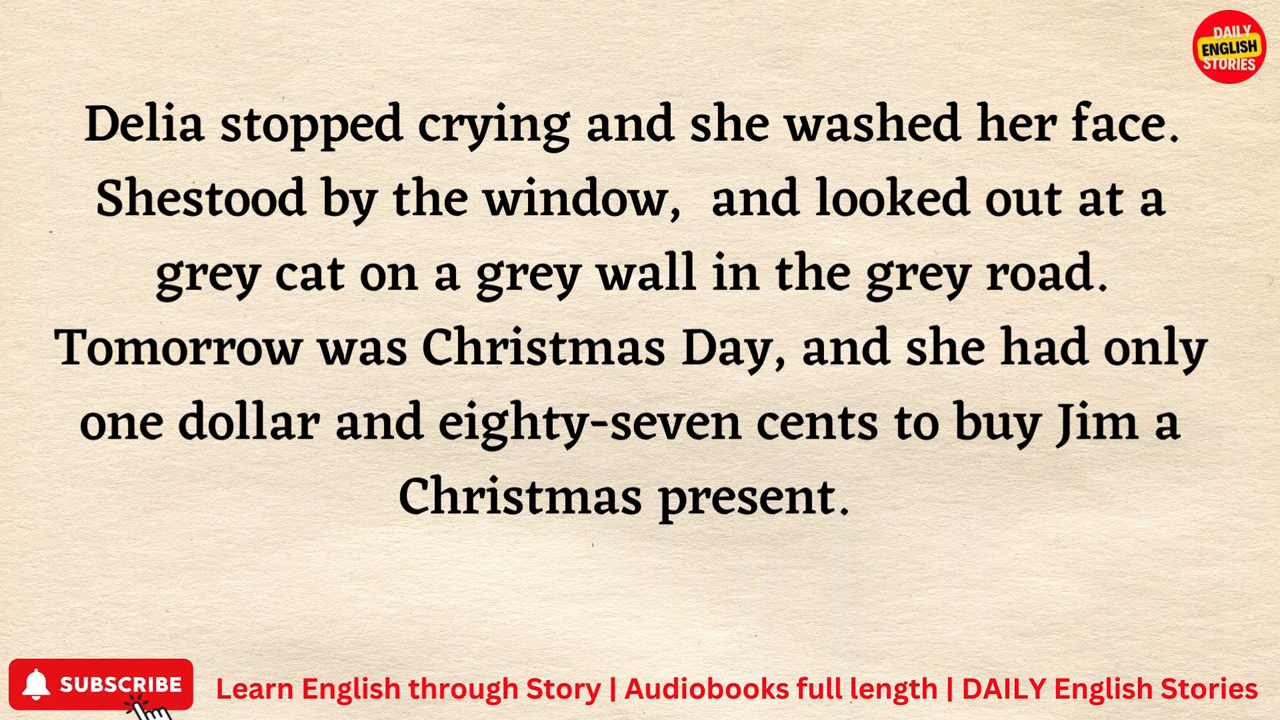 DAILY
ENGLISH
STORIES
Delia stopped crying and she washed her face.
Shestood by the window,  and looked out at a
grey cat on a grey wall in the grey road.
Tomorrow was Christmas Day, and she had only
one dollar and eighty-seven cents to buy Jim a
Christmas present.
SUBSCRIBE
Learn English through Story | Audiobooks full length | DAILY English Stories